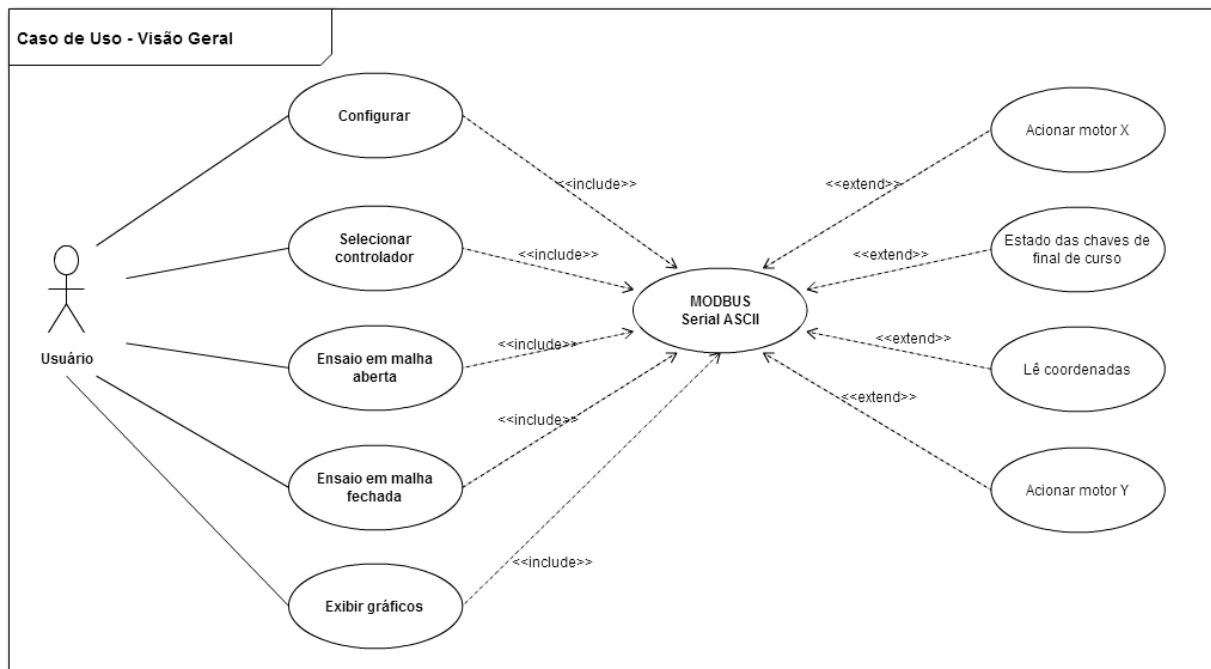 Caso de Uso - Visão Geral
Configurar
Acionar motor X
<<include>>
<<extend>>
Selecionar
controlador
Estado das chaves de
final de curso
<<include>>
<<extend>>
MODBUS
Serial ASCII
Usuário
Ensaio em malha
aberta
<<include>>
<<extend>>
Lê coordenadas
<<include>>
<<extend>>
Ensaio em malha
fechada
Acionar motor Y
<<include>>
Exibir gráficos